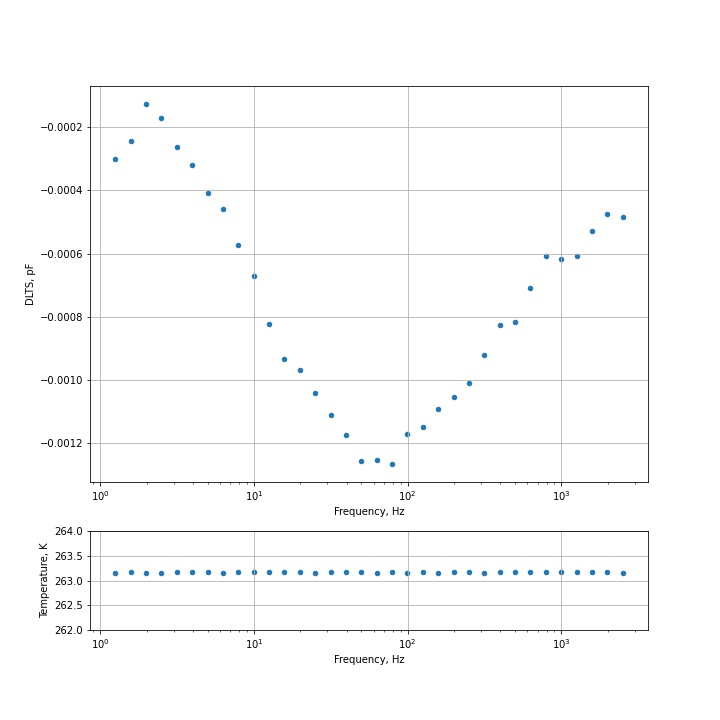 −0.0002
−0.0004
−0.0006
−0.0008
−0.0010
−0.0012
DLTS, pF
10⁰ 10¹ 10² 10³
Frequency, Hz
264.0
263.5
263.0
262.5
262.0
Temperature, K
10⁰ 10¹ 10² 10³
Frequency, Hz